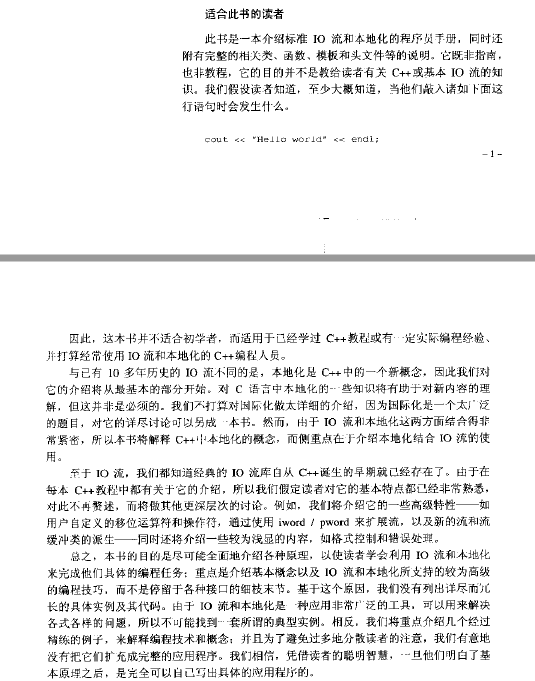 适合此书的读者
此书是一本介绍标准 IO 流和本地化的程序员手册，同时还
附有完整的相关类、函数、模板和头文件等的说明。它既非指南，
也非教程，它的目的并不是教给读者有关 C++或基本 IO 流的知
识。我们假设读者知道，至少大概知道，当他们敲入诸如下面这
行语句时会发生什么。
cout << "Hello world" << endl;
-1-
因此，这本书并不适合初学者，而适用于已经学过 C++教程或有一定实际编程经验、
并打算经常使用 IO 流和本地化的 C++编程人员。
与已有 10 多年历史的 IO 流不同的是，本地化是 C++中的一个新概念，因此我们对
它的介绍将从最基本的部分开始。对 C 语言中本地化的一些知识将有助于对新内容的理
解，但这并非是必须的。我们不打算对国际化做太详细的介绍，因为国际化是一个太广泛
的题目，对它的详尽讨论可以另成一本书。然而，由于 IO 流和本地化这两方面结合得非
常紧密，所以本书将解释 C++中本地化的概念，而侧重点在于介绍本地化结合 IO 流的使
用。
至于 IO 流，我们都知道经典的 IO 流库自从 C++诞生的早期就已经存在了。由于在
每本 C++教程中都有关于它的介绍，所以我们假定读者对它的基本特点都已经非常熟悉，
对此不再赘述，而将做其他更深层次的讨论。例如，我们将介绍它的一些高级特性——如
用户自定义的移位运算符和操作符，通过使用 iword / pword 来扩展流，以及新的流和流
缓冲类的派生——同时还将介绍一些较为浅显的内容，如格式控制和错误处理。
总之，本书的目的是尽可能全面地介绍各种原理，以使读者学会利用 IO 流和本地化
来完成他们具体的编程任务；重点是介绍基本概念以及 IO 流和本地化所支持的较为高级
的编程技巧，而不是停留于各种接口的细枝末节。基于这个原因，我们没有列出详尽而冗
长的具体实例及其代码。由于 IO 流和本地化是一种应用非常广泛的工具，可以用来解决
各式各样的问题，所以不可能找到一套所谓的典型实例。相反，我们将重点介绍几个经过
精练的例子，来解释编程技术和概念；并且为了避免过多地分散读者的注意，我们有意地
没有把它们扩充成完整的应用程序。我们相信，凭借读者的聪明智慧，一旦他们明白了基
本原理之后，是完全可以自己写出具体的应用程序的。